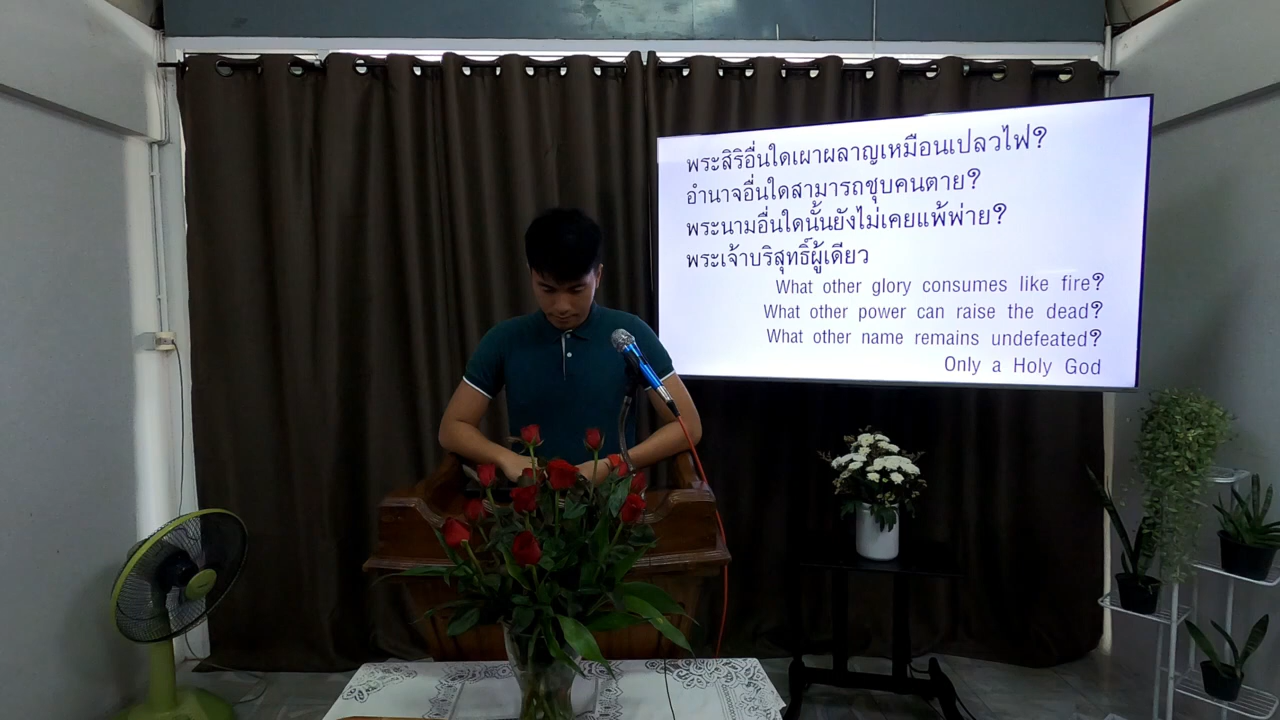 พระสิริอื่นใดเผาผลาญเหมือนเปลวไฟ?
อำนาจอื่นใดสามารถชุบคนตาย?
พระนามอื่นใดนั้นยังไม่เคยแพ้พ่าย?
พระเจ้าบริสุทธิ์ผู้เดียว
What other glory consumes like fire?
What other power can raise the dead?
What other name remains undefeated?
Only a Holy God